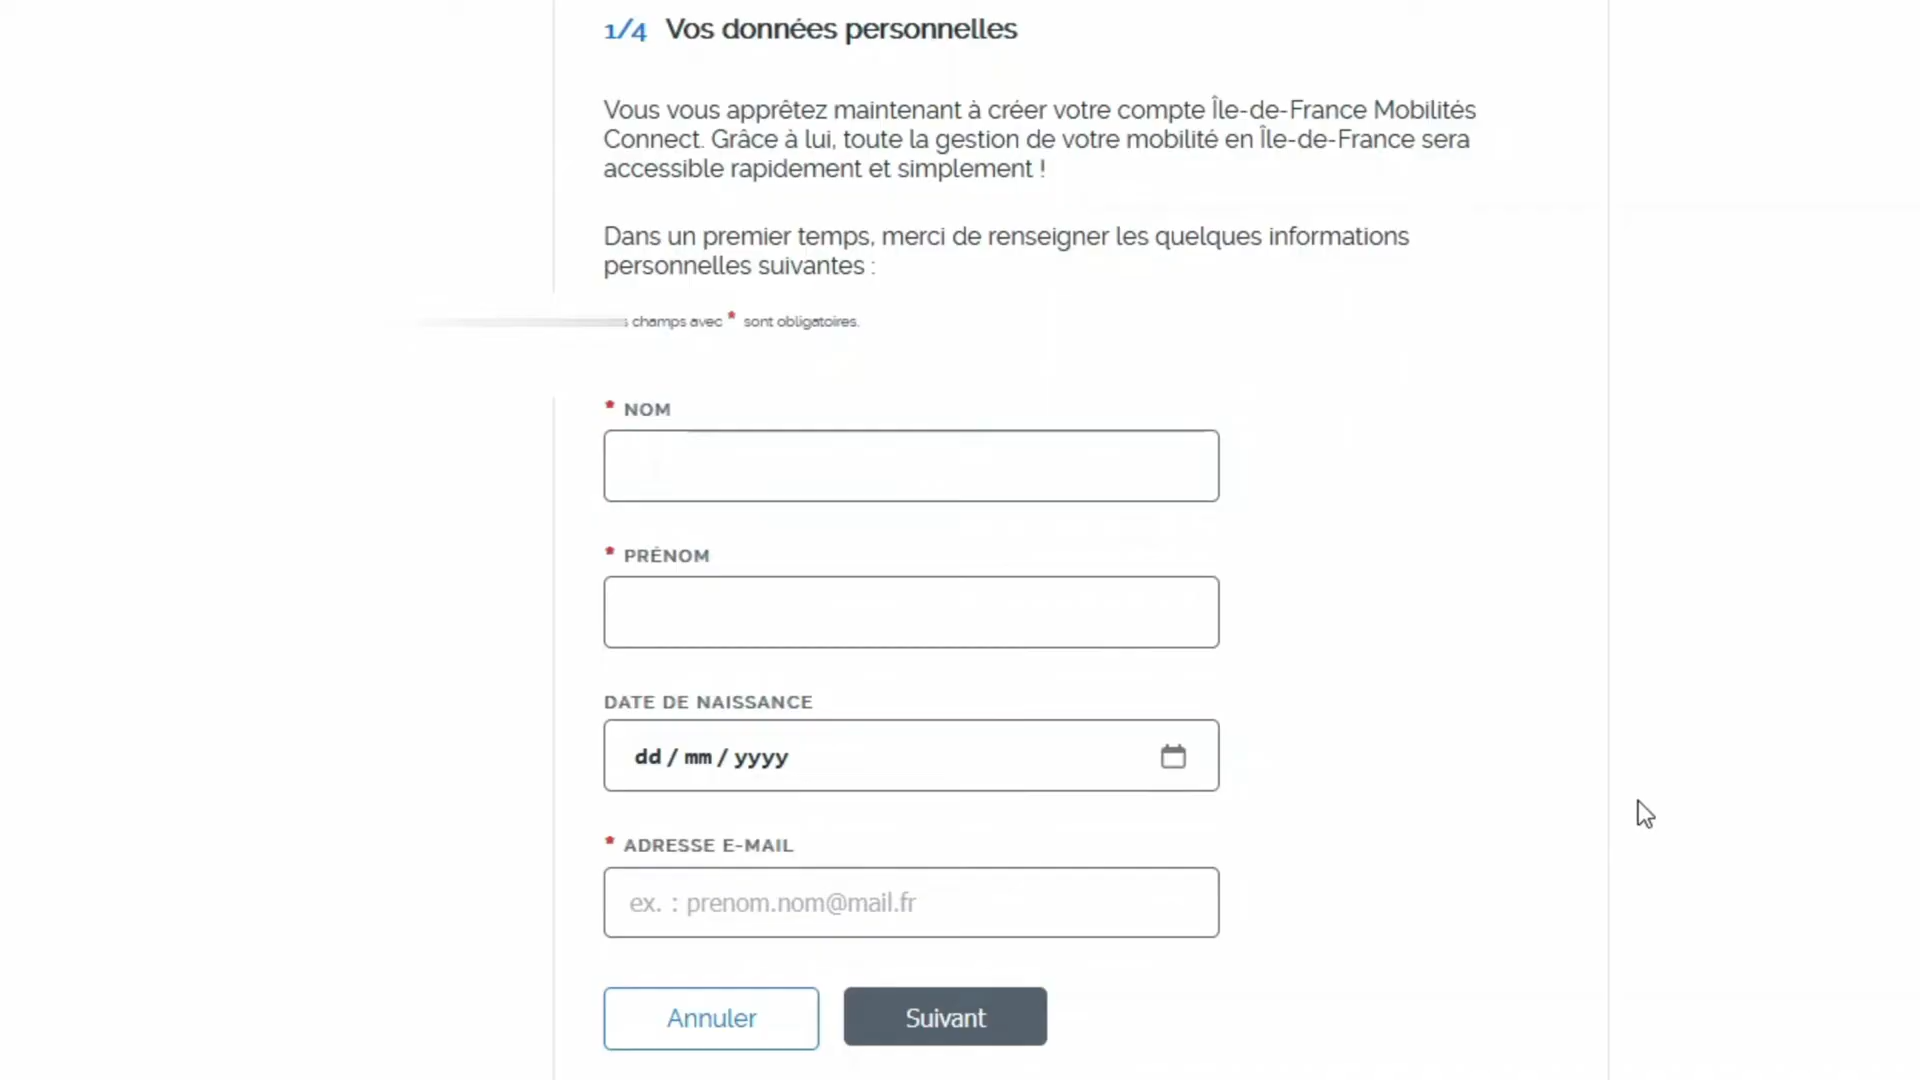 1/4 Vos données personnelles
Vous vous apprêtez maintenant à créer votre compte Île-de-France Mobilités
Connect. Grâce à lui, toute la gestion de votre mobilité en Île-de-France sera
accessible rapidement et simplement !
Dans un premier temps, merci de renseigner les quelques informations
personnelles suivantes :
champs avec * sont obligatoires.
* NOM
* PRÉNOM
DATE DE NAISSANCE
dd / mm / yyyy
* ADRESSE E-MAIL
ex. : prenom.nom@mail.fr
Annuler Suivant